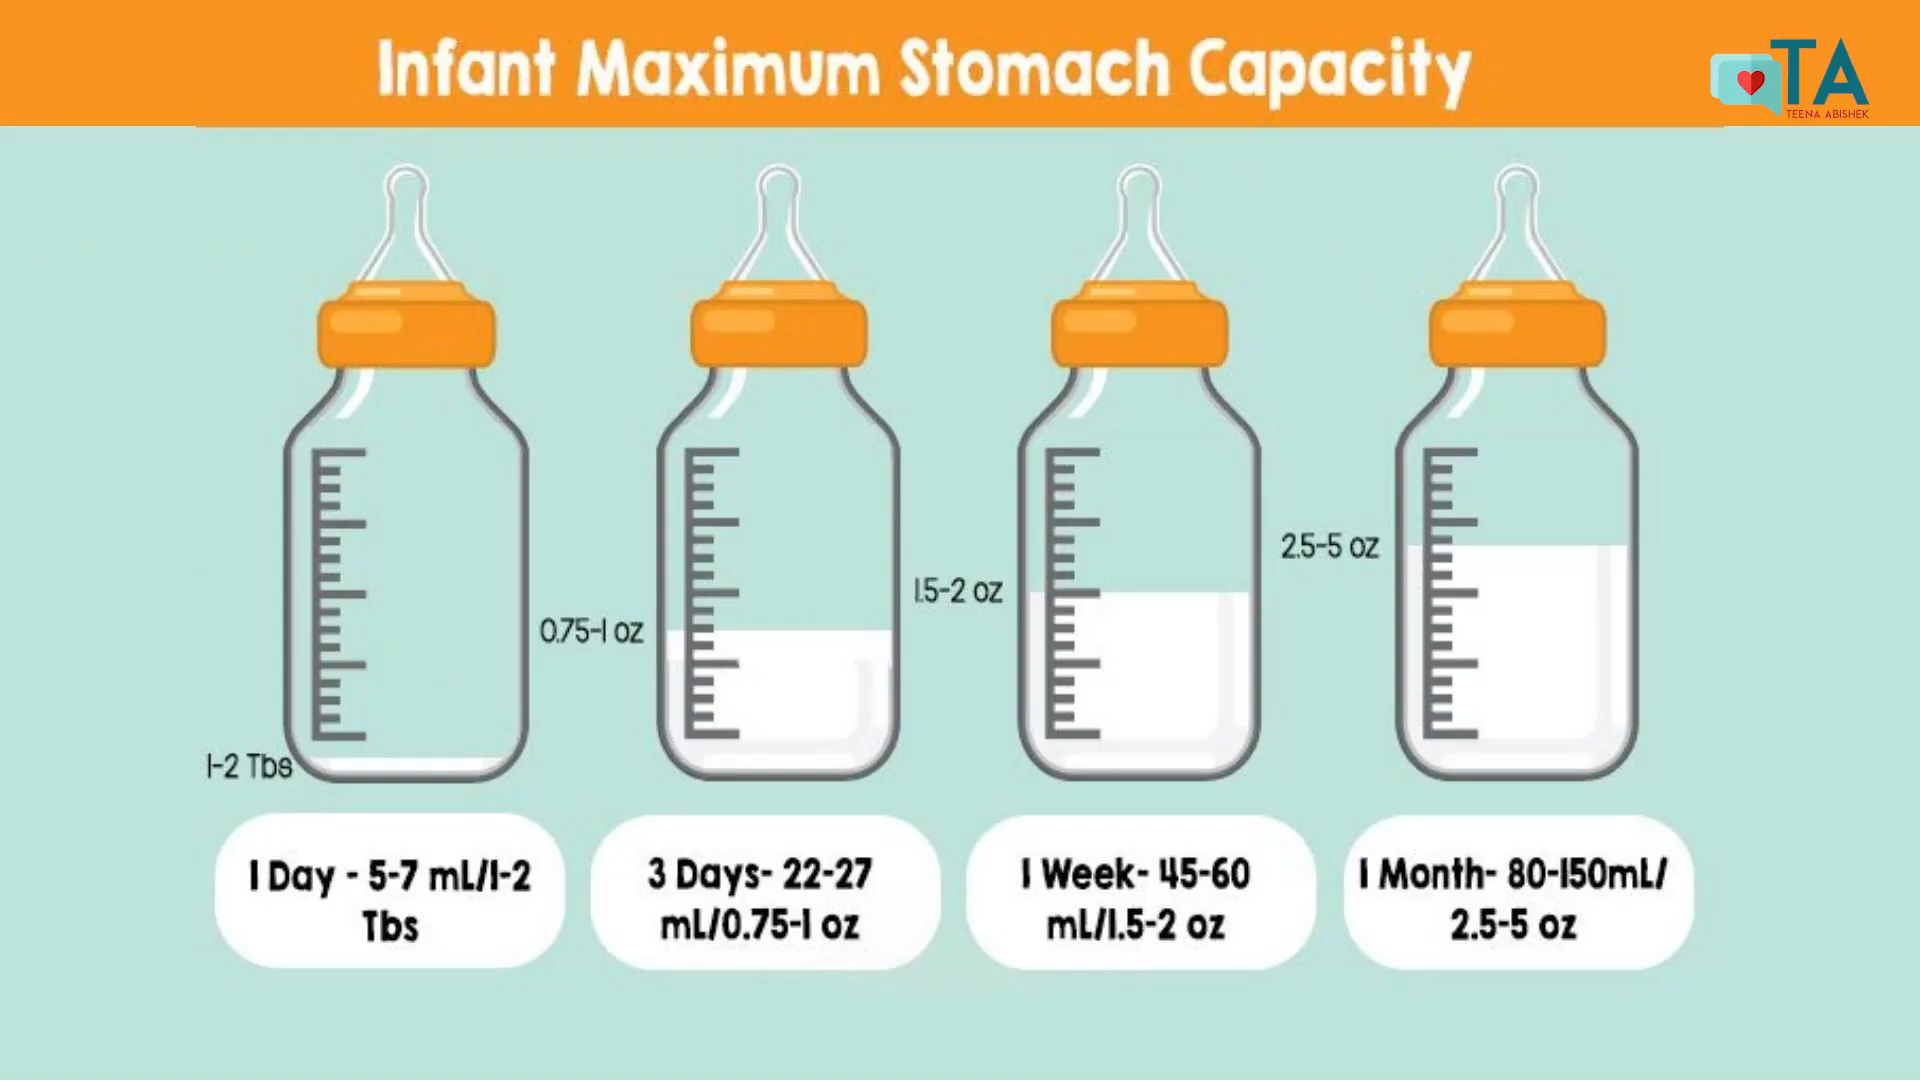 Infant Maximum Stomach Capacity
TA
TEENA ABISHEK
1-2 Tbs
0.75-1 oz
1.5-2 oz
2.5-5 oz
1 Day - 5-7 mL/1-2
Tbs
3 Days- 22-27
mL/0.75-1 oz
1 Week- 45-60
mL/1.5-2 oz
1 Month- 80-150mL/
2.5-5 oz